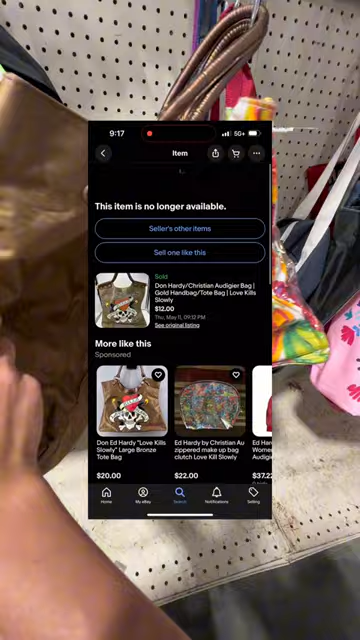 9:17
5G+
Item
This item is no longer available.
Seller's other items
Sell one like this
Sold
Don Hardy/Christian Audigier Bag |
Gold Handbag/Tote Bag | Love Kills
Slowly
$12.00
Thu, May 11, 09:12 PM
See original listing
More like this
Sponsored
Don Ed Hardy "Love
Kills Slowly" Large Bronze
Tote Bag
$20.00
Ed Hardy by Christian Au
zippered make up bag
clutch Love Kill Slowly
$22.00
Ed Har
Women
Audigie
$37.22
Home
My eBay
Search
Notifications
Selling